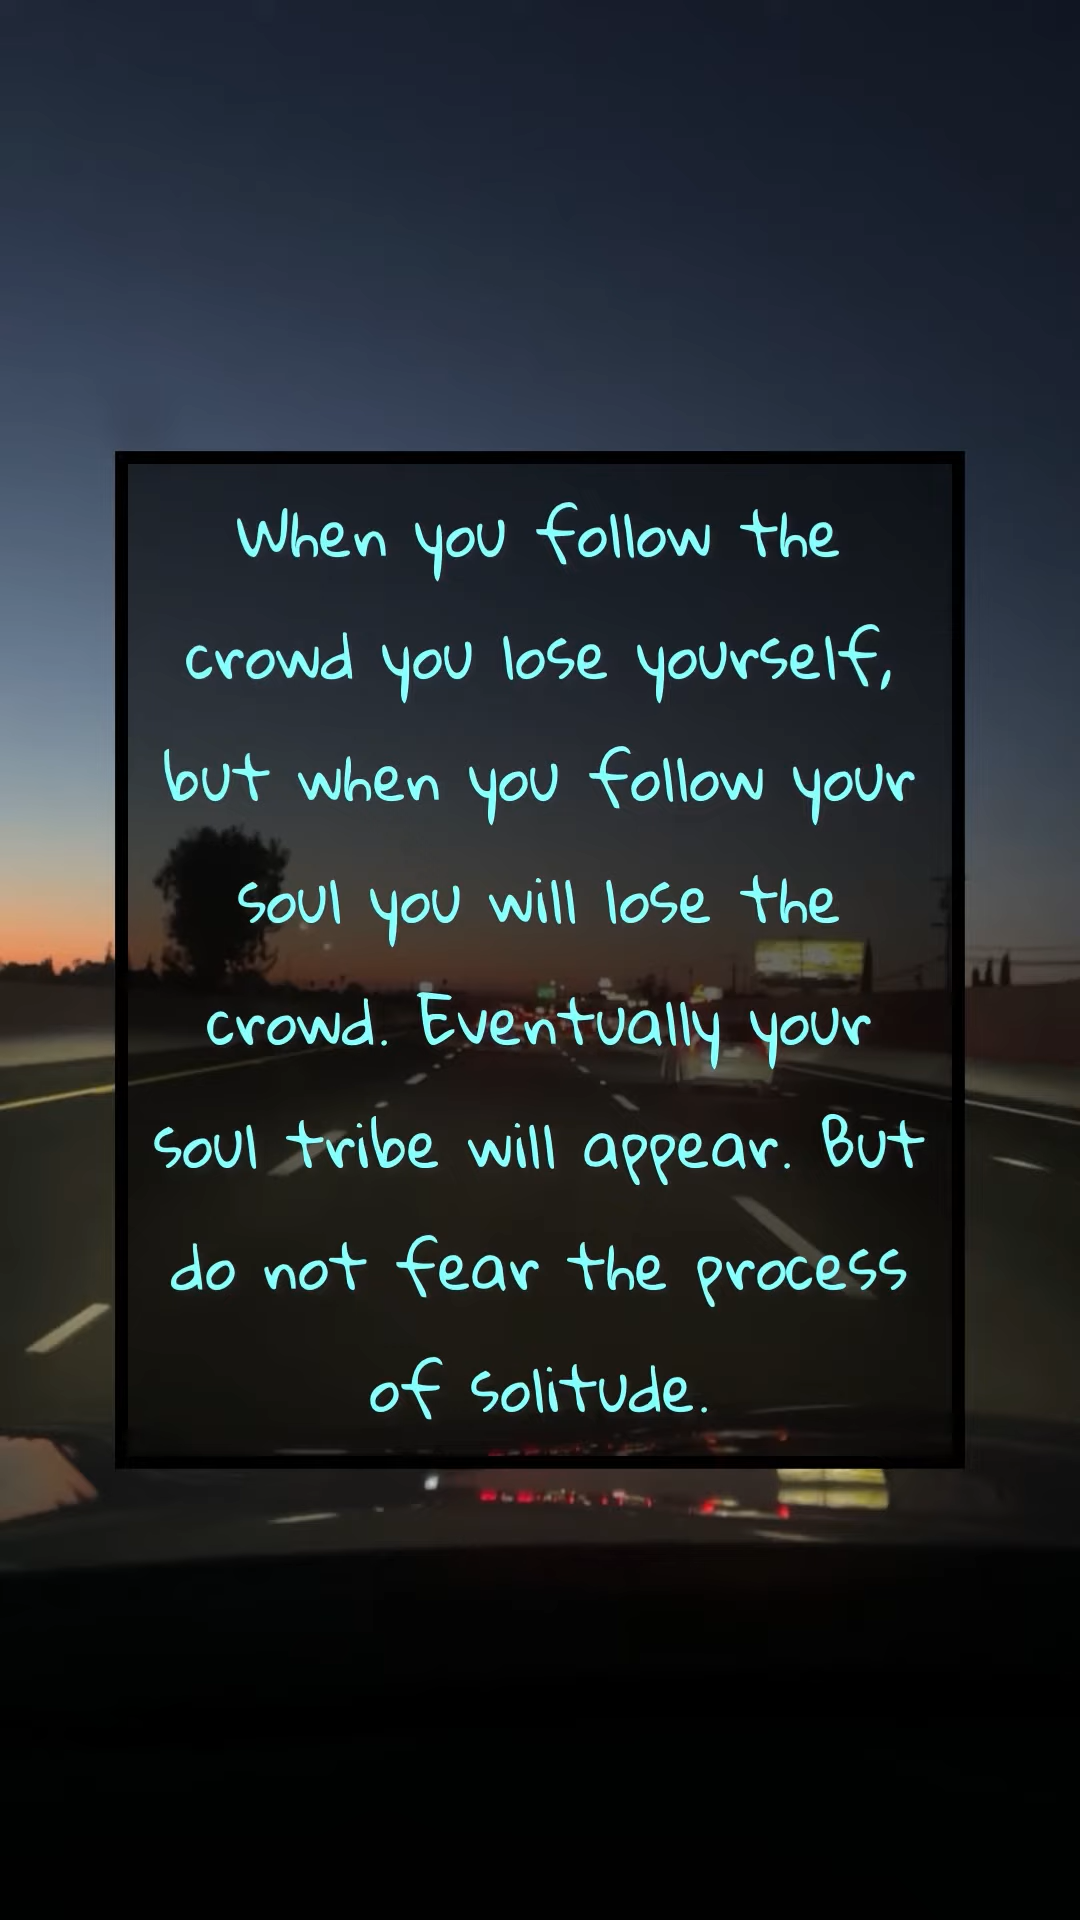 When you follow the
crowd you lose yourself,
but when you follow your
soul you will lose the
crowd. Eventually your
soul tribe will appear. But
do not fear the process
of solitude.